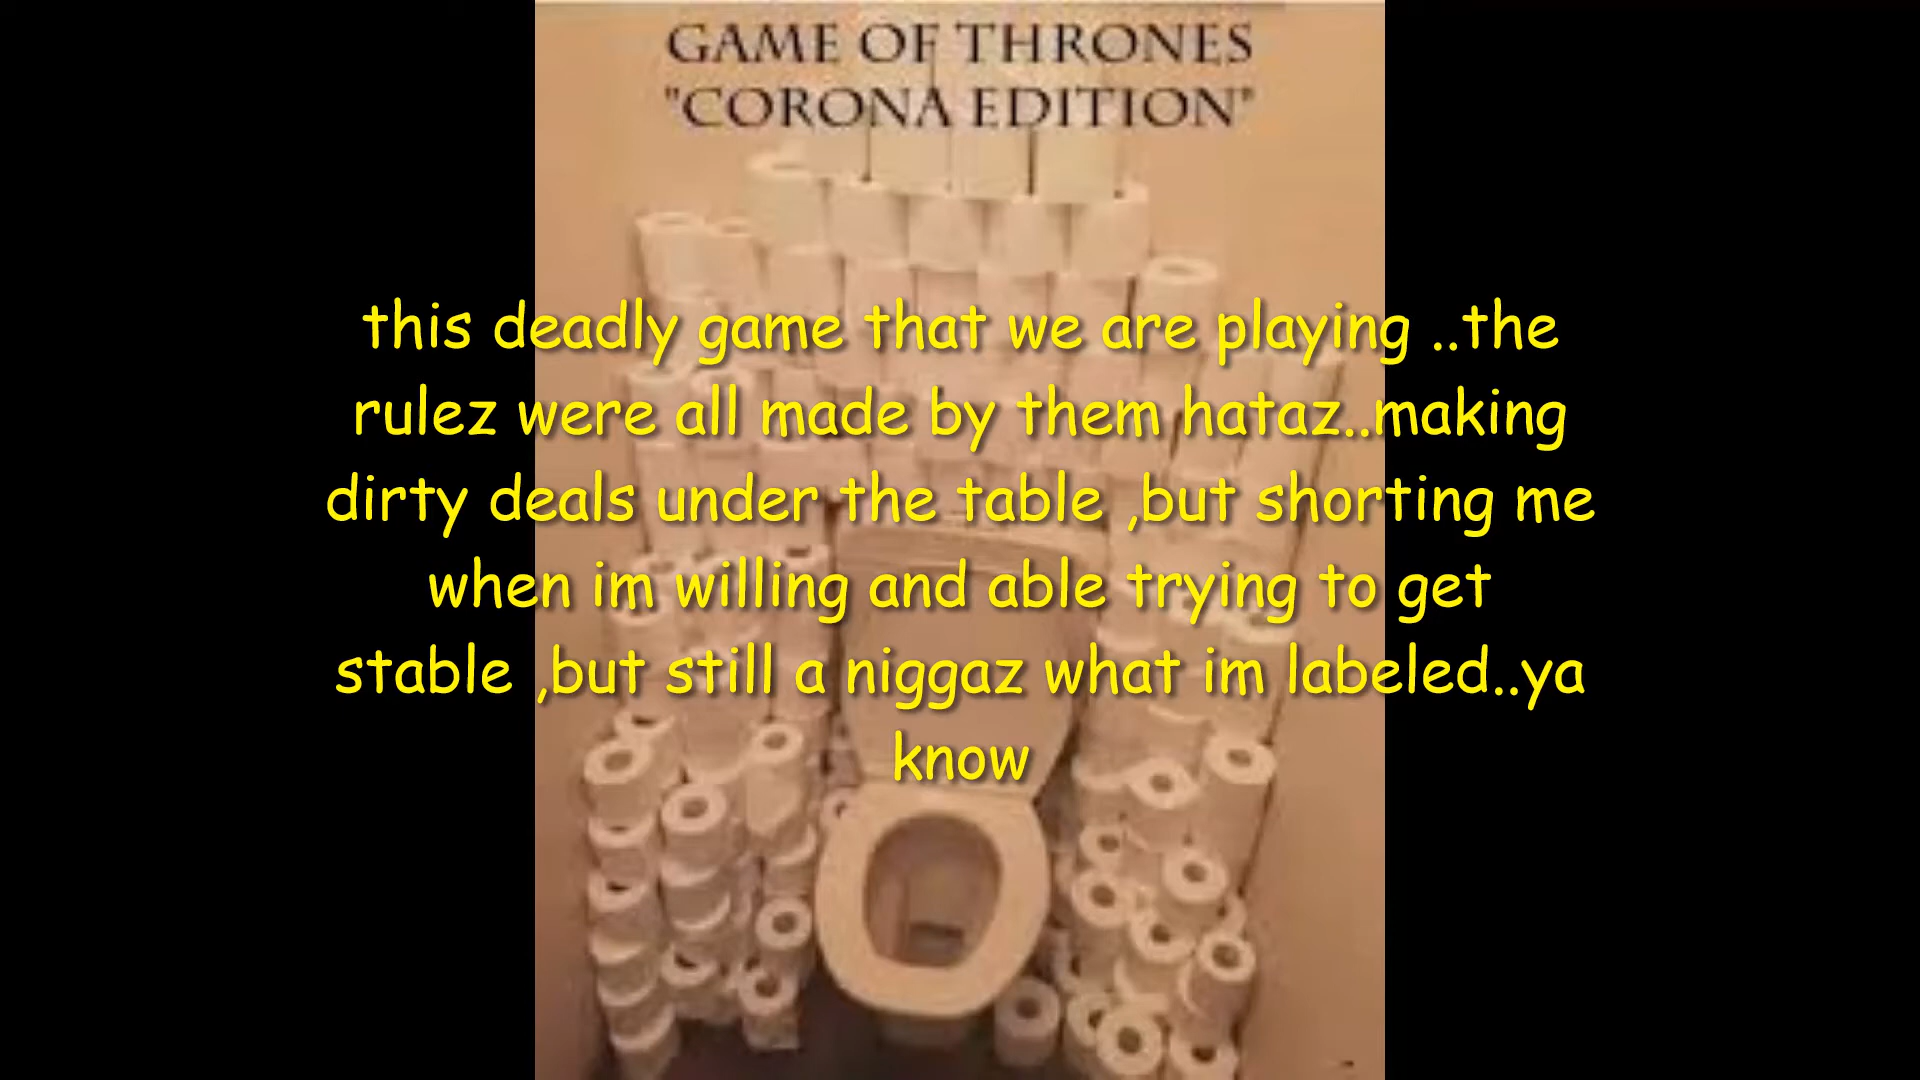 GAME OF THRONES
"CORONA EDITION"
this deadly game that we are playing ..the
rulez were all made by them hataz..making
dirty deals under the table ,but shorting me
when im willing and able trying to get
stable ,but still a niggaz what im labeled..ya
know